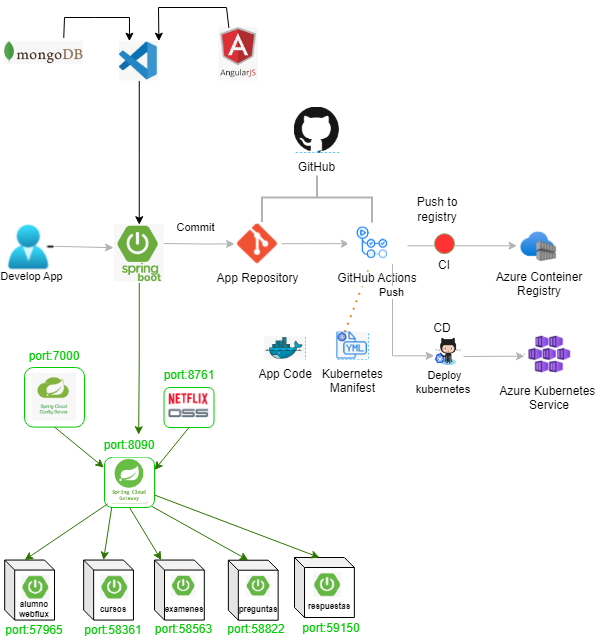 mongoDB
AngularJS
GitHub
Push to
registry
Commit
Develop App
spring
boot
App Repository
GitHub Actions
Push
CI
Azure Conteiner
Registry
port:7000
port:8761
App Code
YML
Kubernetes
Manifest
CD
Deploy
kubernetes
Azure Kubernetes
Service
Spring Cloud
Config Server
NETFLIX
OSS
port:8090
Spring Cloud
Gateway
alumno
webflux
cursos
examenes
preguntas
respuestas
port:57965
port:58361
port:58563
port:58822
port:59150